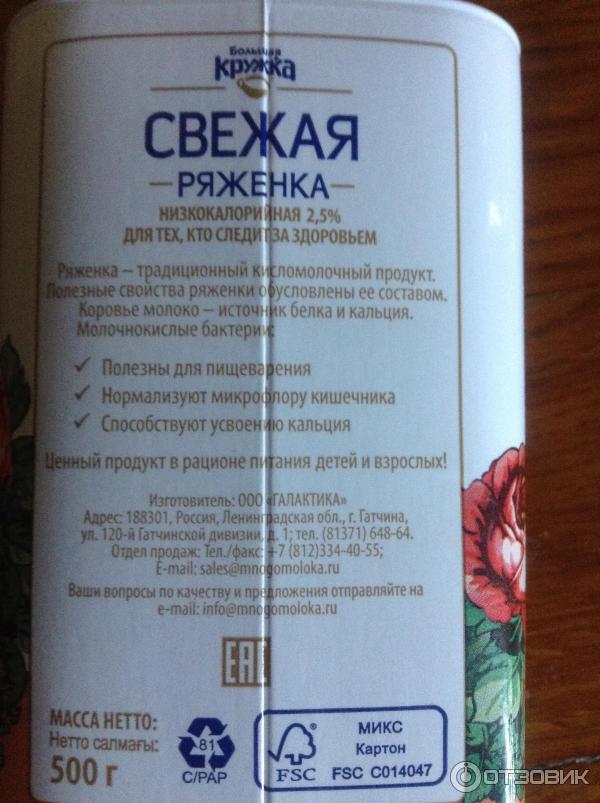 Большая
Кружка
СВЕЖАЯ
РЯЖЕНКА
НИЗКОКАЛОРИЙНАЯ 2,5%
ДЛЯ ТЕХ, КТО СЛЕДИТ ЗА ЗДОРОВЬЕМ
Ряженка – традиционный кисломолочный продукт.
Полезные свойства ряженки обусловлены ее составом.
Коровье молоко – источник белка и кальция.
Молочнокислые бактерии:
✓ Полезны для пищеварения
✓ Нормализуют микрофлору кишечника
✓ Способствуют усвоению кальция
Ценный продукт в рационе питания детей и взрослых!
Изготовитель: ООО «ГАЛАКТИКА»
Адрес: 188301, Россия, Ленинградская обл., г. Гатчина,
ул. 120-й Гатчинской дивизии, д. 1; тел. (81371) 648-64.
Отдел продаж: Тел./факс: +7 (812)334-40-55;
E-mail: sales@mnogomoloka.ru
Ваши вопросы по качеству и предложения отправляйте на
e-mail: info@mnogomoloka.ru
ЕАС
МАССА НЕТТО:
Нетто салмағы:
500 г
81
C/PAP
FSC
МИКС
Картон
FSC C014047
ОТЗОВИК